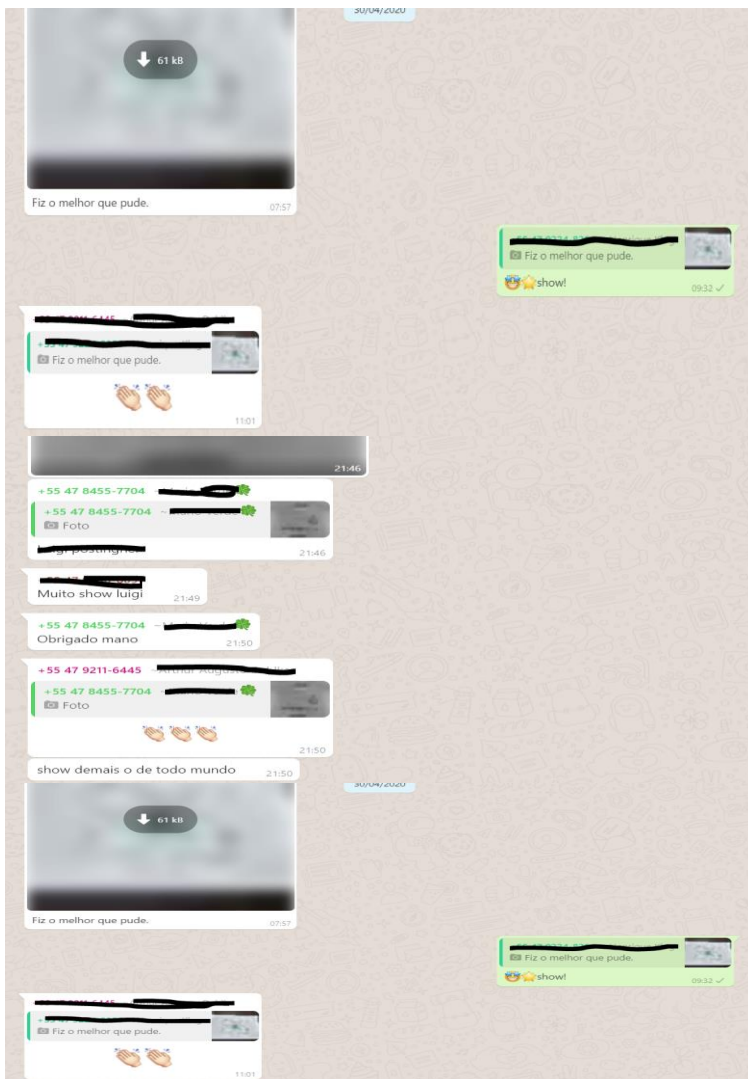 30/04/2020
61 kB
Fiz o melhor que pude.
07:57
Fiz o melhor que pude.
show!
09:32
Fiz o melhor que pude.
11:01
21:46
+55 47 8455-7704
+55 47 8455-7704
Foto
21:46
Muito show luigi
21:49
+55 47 8455-7704
Obrigado mano
21:50
+55 47 9211-6445
+55 47 8455-7704
Foto
21:50
show demais o de todo mundo
21:50
30/04/2020
61 kB
Fiz o melhor que pude.
07:57
Fiz o melhor que pude.
show!
09:32
Fiz o melhor que pude.
11:01